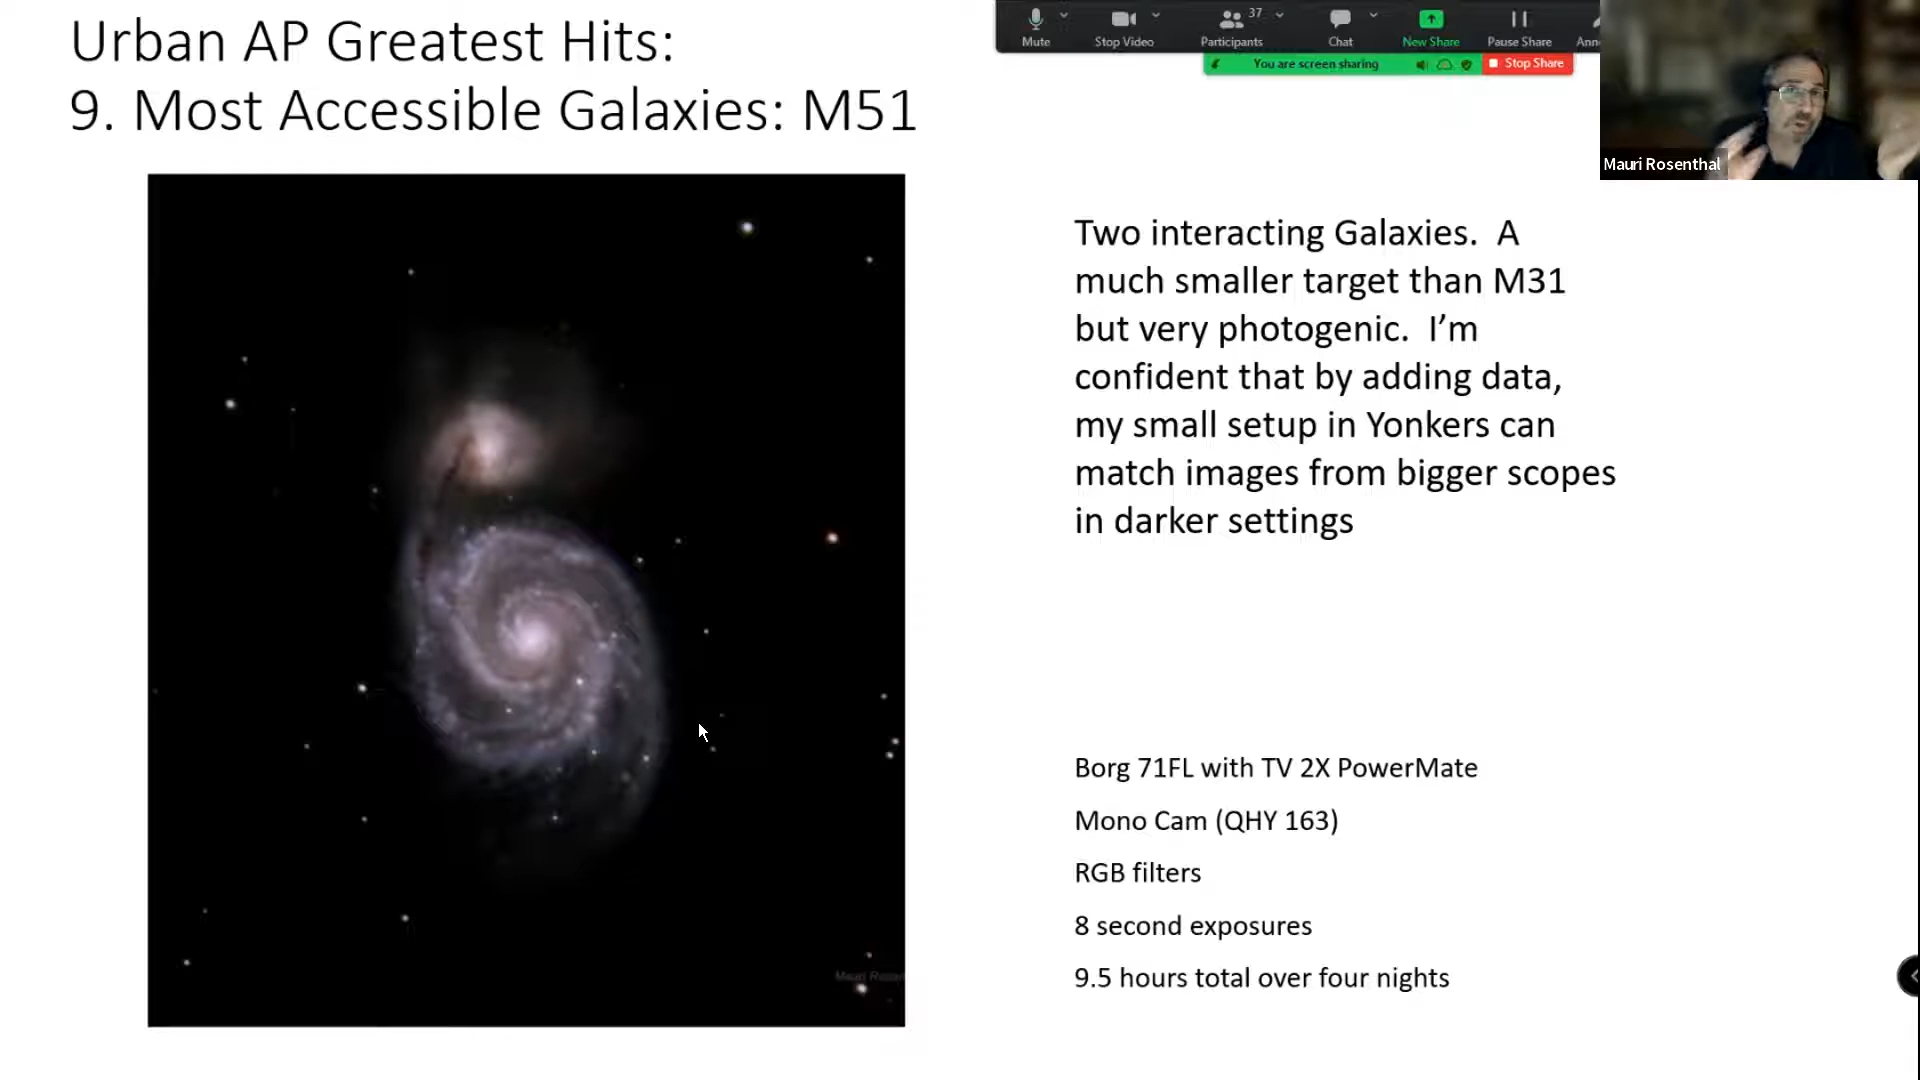 Urban AP Greatest Hits:
9. Most Accessible Galaxies: M51
Mute
Stop Video
37
Participants
Chat
New Share
Pause Share
You are screen sharing
Stop Share
Mauri Rosenthal
Two interacting Galaxies. A
much smaller target than M31
but very photogenic. I’m
confident that by adding data,
my small setup in Yonkers can
match images from bigger scopes
in darker settings
Borg 71FL with TV 2X PowerMate
Mono Cam (QHY 163)
RGB filters
8 second exposures
9.5 hours total over four nights